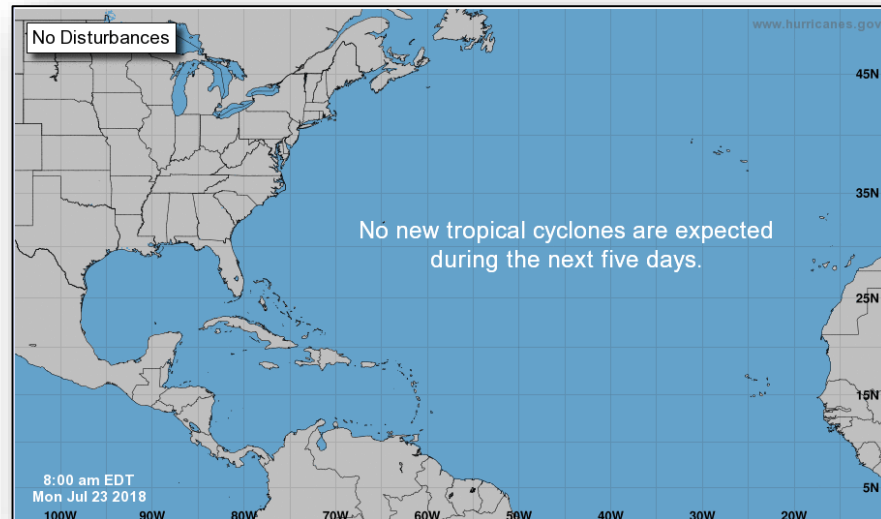 No Disturbances
www.hurricanes.gov
45N
35N
No new tropical cyclones are expected
during the next five days.
25N
15N
8:00 am EDT
Mon Jul 23 2018
5N
100W 90W 80W 70W 60W 50W 40W 30W 20W